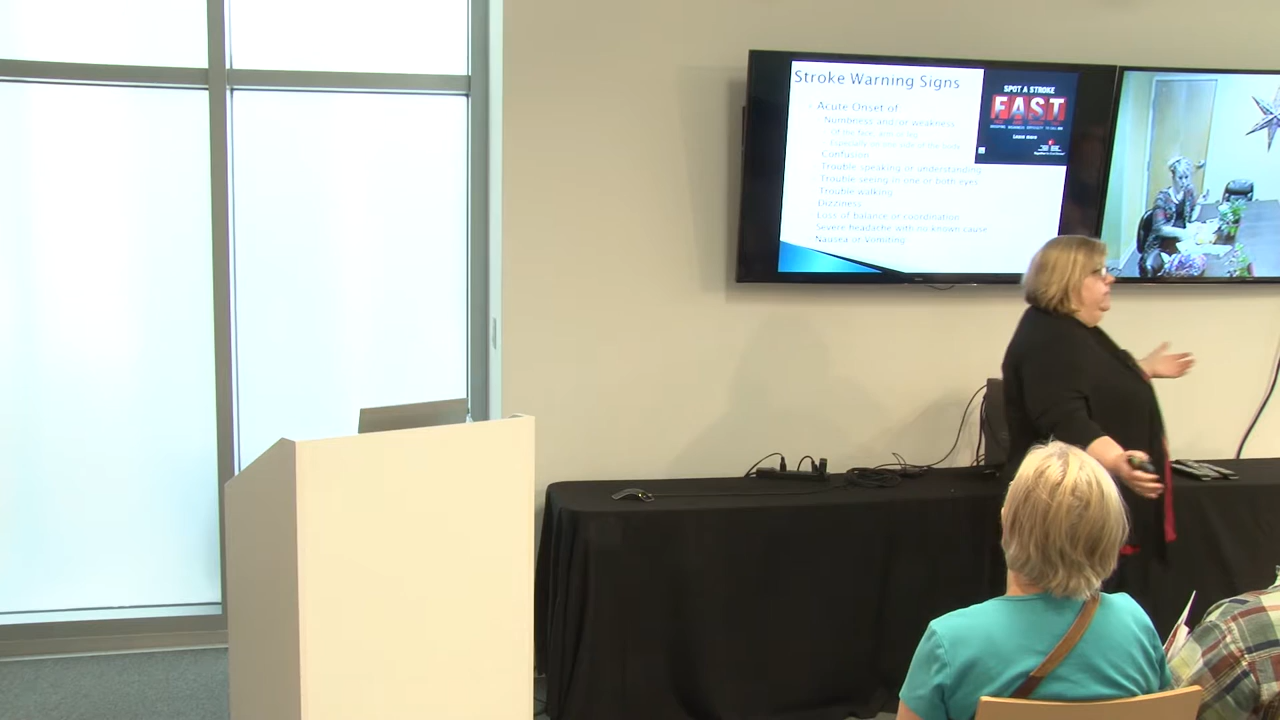 Stroke Warning Signs
Acute Onset of
Numbness and/or weakness
Confusion
Trouble speaking or understanding
Trouble seeing in one or both eyes
Trouble walking
Dizziness
Loss of balance or coordination
Severe headache with no known cause
Nausea or vomiting
SPOT A STROKE
FAST
Learn more